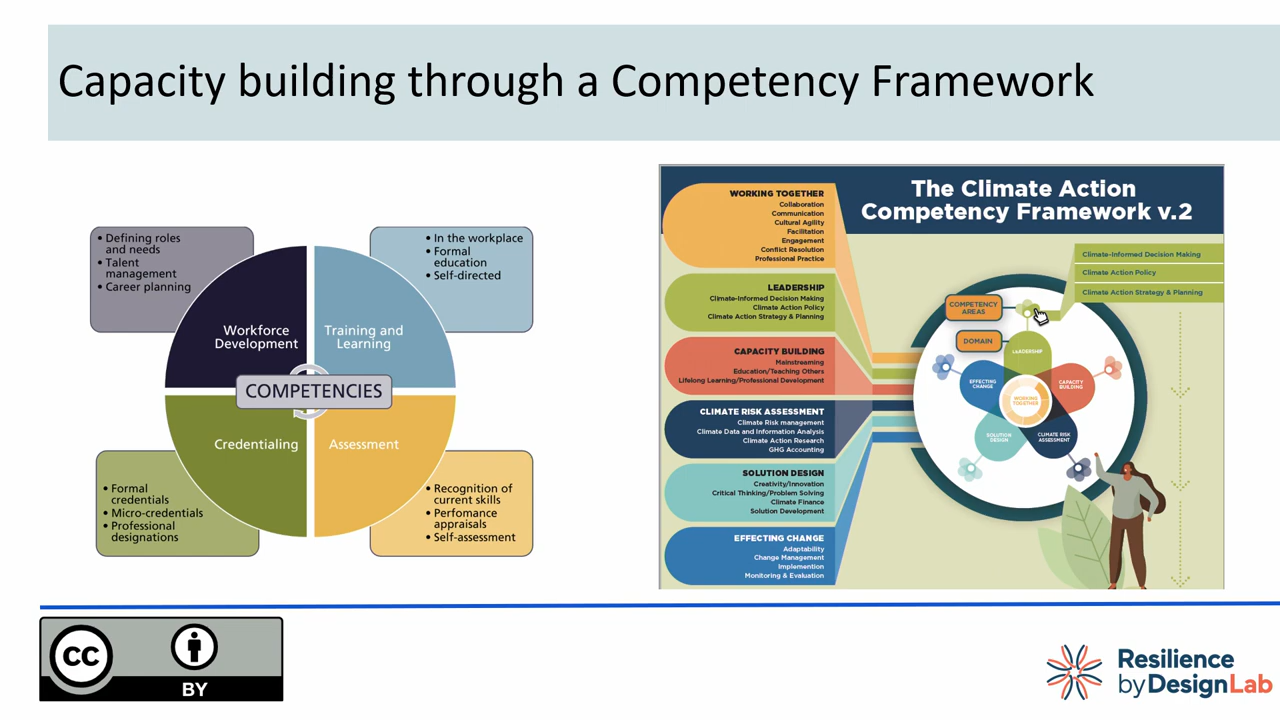 Capacity building through a Competency Framework
• Defining roles
and needs
• Talent
management
• Career planning
• In the workplace
• Formal
education
• Self-directed
Workforce
Development
Training and
Learning
COMPETENCIES
Credentialing
Assessment
• Formal
credentials
• Micro-credentials
• Professional
designations
• Recognition of
current skills
• Perfomance
appraisals
• Self-assessment
The Climate Action
Competency Framework v.2
WORKING TOGETHER
Collaboration
Communication
Cultural Agility
Facilitation
Engagement
Conflict Resolution
Professional Practice
LEADERSHIP
Climate-Informed Decision Making
Climate Action Policy
Climate Action Strategy & Planning
CAPACITY BUILDING
Mainstreaming
Education/Teaching Others
Lifelong Learning/Professional Development
CLIMATE RISK ASSESSMENT
Climate Risk management
Climate Data and Information Analysis
Climate Action Research
GHG Accounting
SOLUTION DESIGN
Creativity/Innovation
Critical Thinking/Problem Solving
Climate Finance
Solution Development
EFFECTING CHANGE
Adaptability
Change Management
Implemention
Monitoring & Evaluation
Climate-Informed Decision Making
Climate Action Policy
Climate Action Strategy & Planning
COMPETENCY
AREAS
DOMAIN
LEADERSHIP
EFFECTING
CHANGE
CAPACITY
BUILDING
WORKING
TOGETHER
SOLUTION
DESIGN
CLIMATE RISK
ASSESSMENT
CC
BY
Resilience
byDesignLab